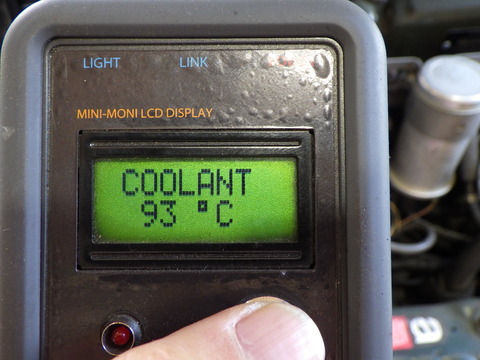 LIGHT LINK
MINI-MONI LCD DISPLAY
COOLANT
93 °C